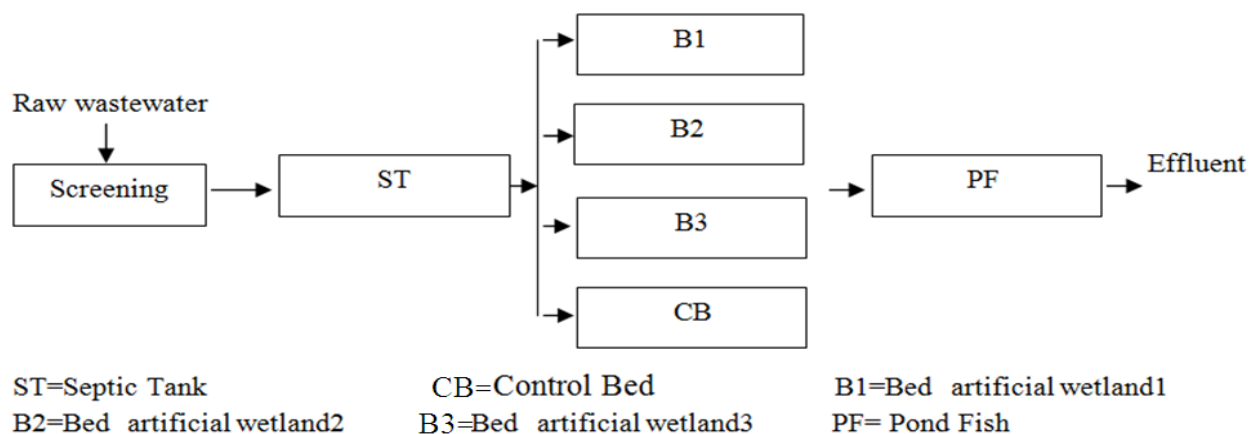 B1
Raw wastewater
B2
Effluent
Screening
ST
PF
B3
CB
ST=Septic Tank
CB=Control Bed
B1=Bed artificial wetland1
B2=Bed artificial wetland2
B3=Bed artificial wetland3
PF= Pond Fish